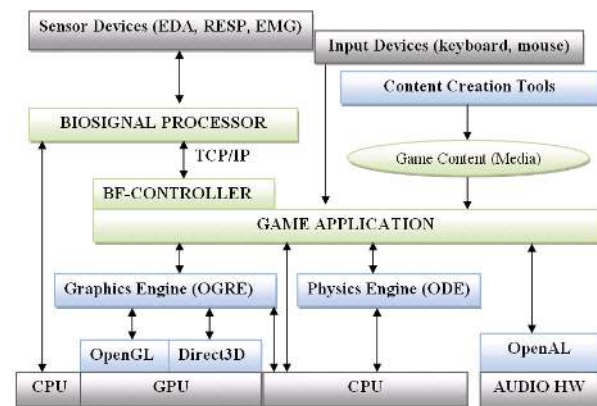 Sensor Devices (EDA, RESP, EMG)
Input Devices (keyboard, mouse)
Content Creation Tools
BIOSIGNAL PROCESSOR
TCP/IP
Game Content (Media)
BF-CONTROLLER
GAME APPLICATION
Graphics Engine (OGRE)
Physics Engine (ODE)
OpenGL
Direct3D
OpenAL
CPU
GPU
CPU
AUDIO HW